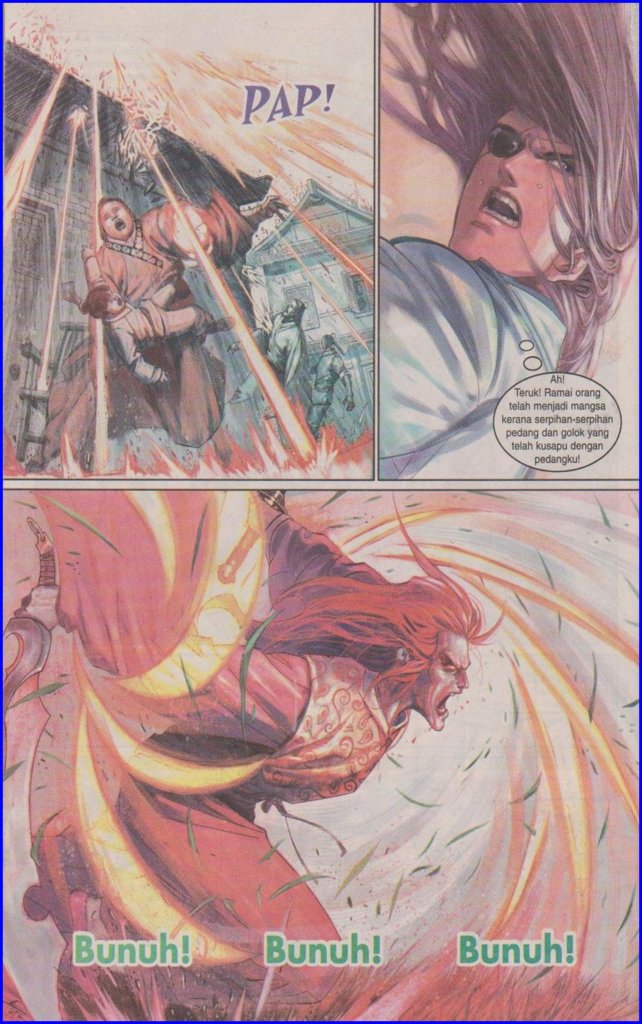 PAP!
Ah!
Teruk! Ramai orang
telah menjadi mangsa
kerana serpihan-serpihan
pedang dan golok yang
telah kusapu dengan
pedangku!
Bunuh! Bunuh! Bunuh!